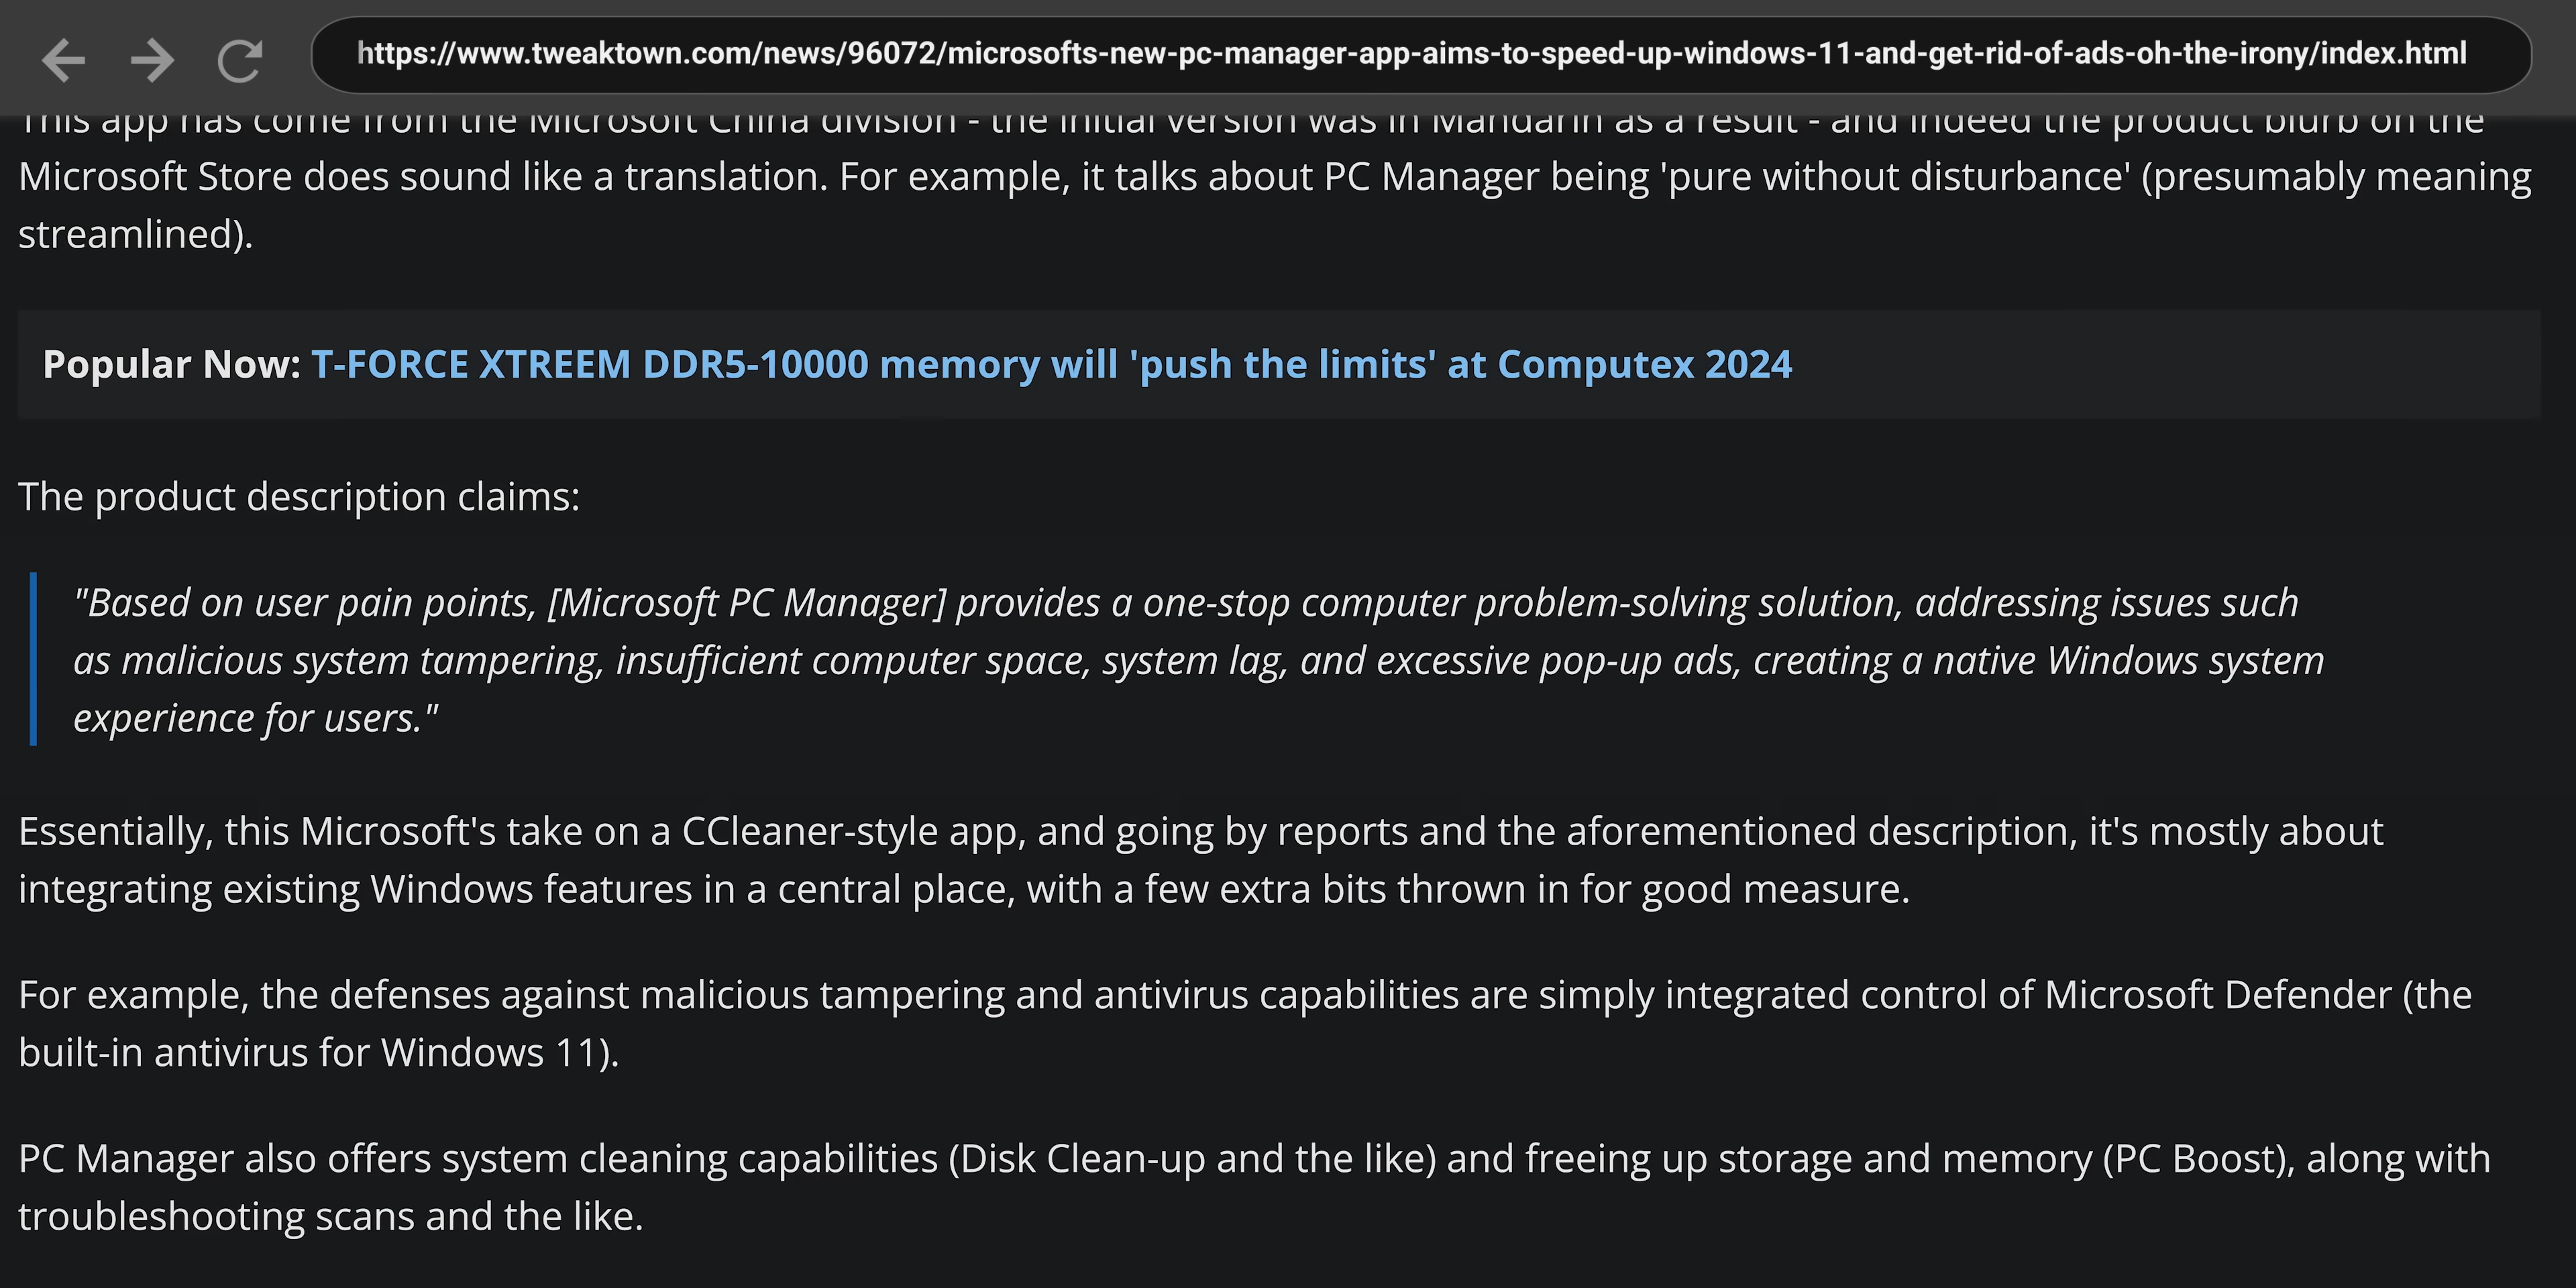 https://www.tweaktown.com/news/96072/microsofts-new-pc-manager-app-aims-to-speed-up-windows-11-and-get-rid-of-ads-oh-the-irony/index.html
This app has come from the Microsoft China division - the initial version was in Mandarin as a result - and indeed the product blurb on the
Microsoft Store does sound like a translation. For example, it talks about PC Manager being 'pure without disturbance' (presumably meaning
streamlined).
Popular Now: T-FORCE XTREEM DDR5-10000 memory will 'push the limits' at Computex 2024
The product description claims:
"Based on user pain points, [Microsoft PC Manager] provides a one-stop computer problem-solving solution, addressing issues such
as malicious system tampering, insufficient computer space, system lag, and excessive pop-up ads, creating a native Windows system
experience for users."
Essentially, this Microsoft's take on a CCleaner-style app, and going by reports and the aforementioned description, it's mostly about
integrating existing Windows features in a central place, with a few extra bits thrown in for good measure.
For example, the defenses against malicious tampering and antivirus capabilities are simply integrated control of Microsoft Defender (the
built-in antivirus for Windows 11).
PC Manager also offers system cleaning capabilities (Disk Clean-up and the like) and freeing up storage and memory (PC Boost), along with
troubleshooting scans and the like.